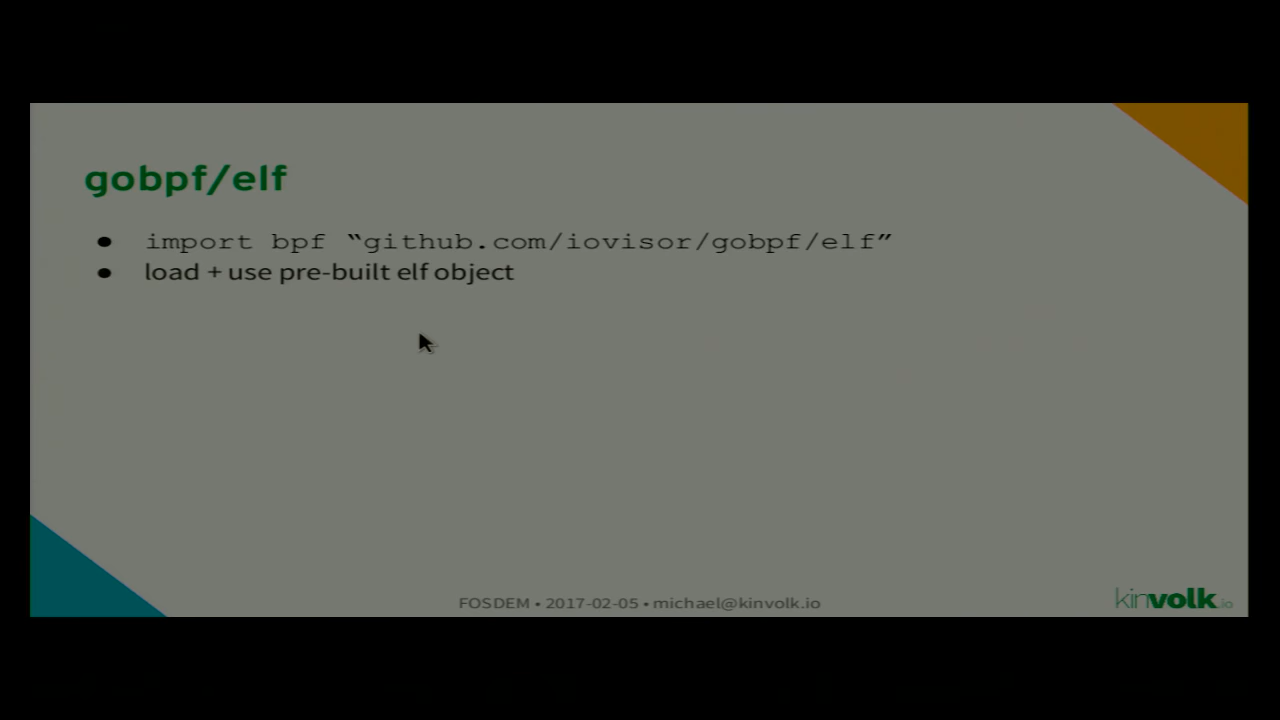 gobpf/elf
● import bpf “github.com/iovisor/gobpf/elf”
● load + use pre-built elf object
FOSDEM • 2017-02-05 • michael@kinvolk.io
kinvolk.io